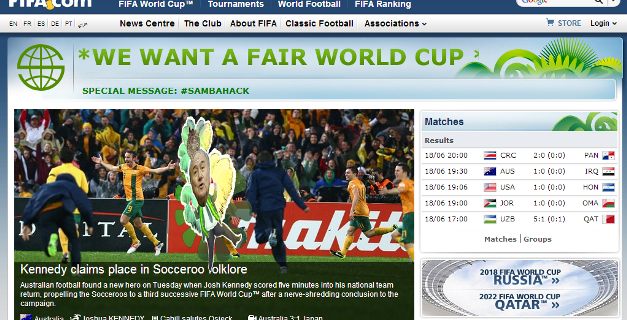 FIFA.com
FIFA World Cup™ Tournaments World Football FIFA Ranking
Google
EN FR ES DE PT
News Centre The Club About FIFA Classic Football Associations
STORE Login
*WE WANT A FAIR WORLD CUP
SPECIAL MESSAGE: #SAMBAHACK
DIGITAL
makit
Kennedy claims place in Socceroo folklore
Australian football found a new hero on Tuesday when Josh Kennedy scored five minutes into his national team
return, propelling the Socceroos to a third successive FIFA World Cup™ after a nerve-shredding conclusion to the
campaign.
Australia Joshua KENNEDY Cahill salutes Osieck Australia 3:1 Japan
Matches
Results
18/06 20:00 CRC 2:0 (0:0) PAN
18/06 19:30 AUS 1:0 (0:0) IRQ
18/06 19:06 USA 1:0 (0:0) HON
18/06 19:00 JOR 1:0 (0:0) OMA
18/06 17:00 UZB 5:1 (0:1) QAT
Matches | Groups
2018 FIFA WORLD CUP
RUSSIA™ »
2022 FIFA WORLD CUP
QATAR™ »